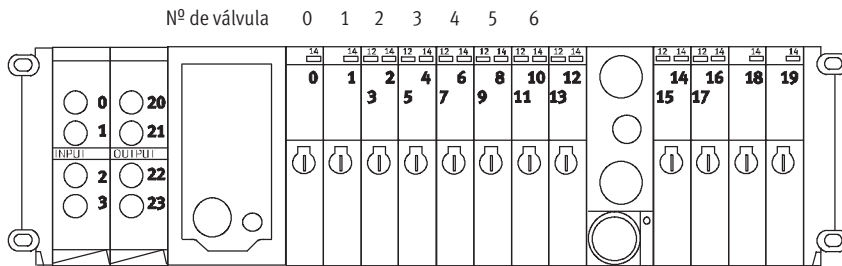 Nº de válvula 0 1 2 3 4 5 6
14 14 12 14 12 14 12 14 12 14 12 14 12 14 12 14 12 14 14 14
0 20 0 1 2 4 6 8 10 12 14 16 18 19
3 5 7 9 11 13 15 17
1 21
INPUT OUTPUT
2 22
3 23